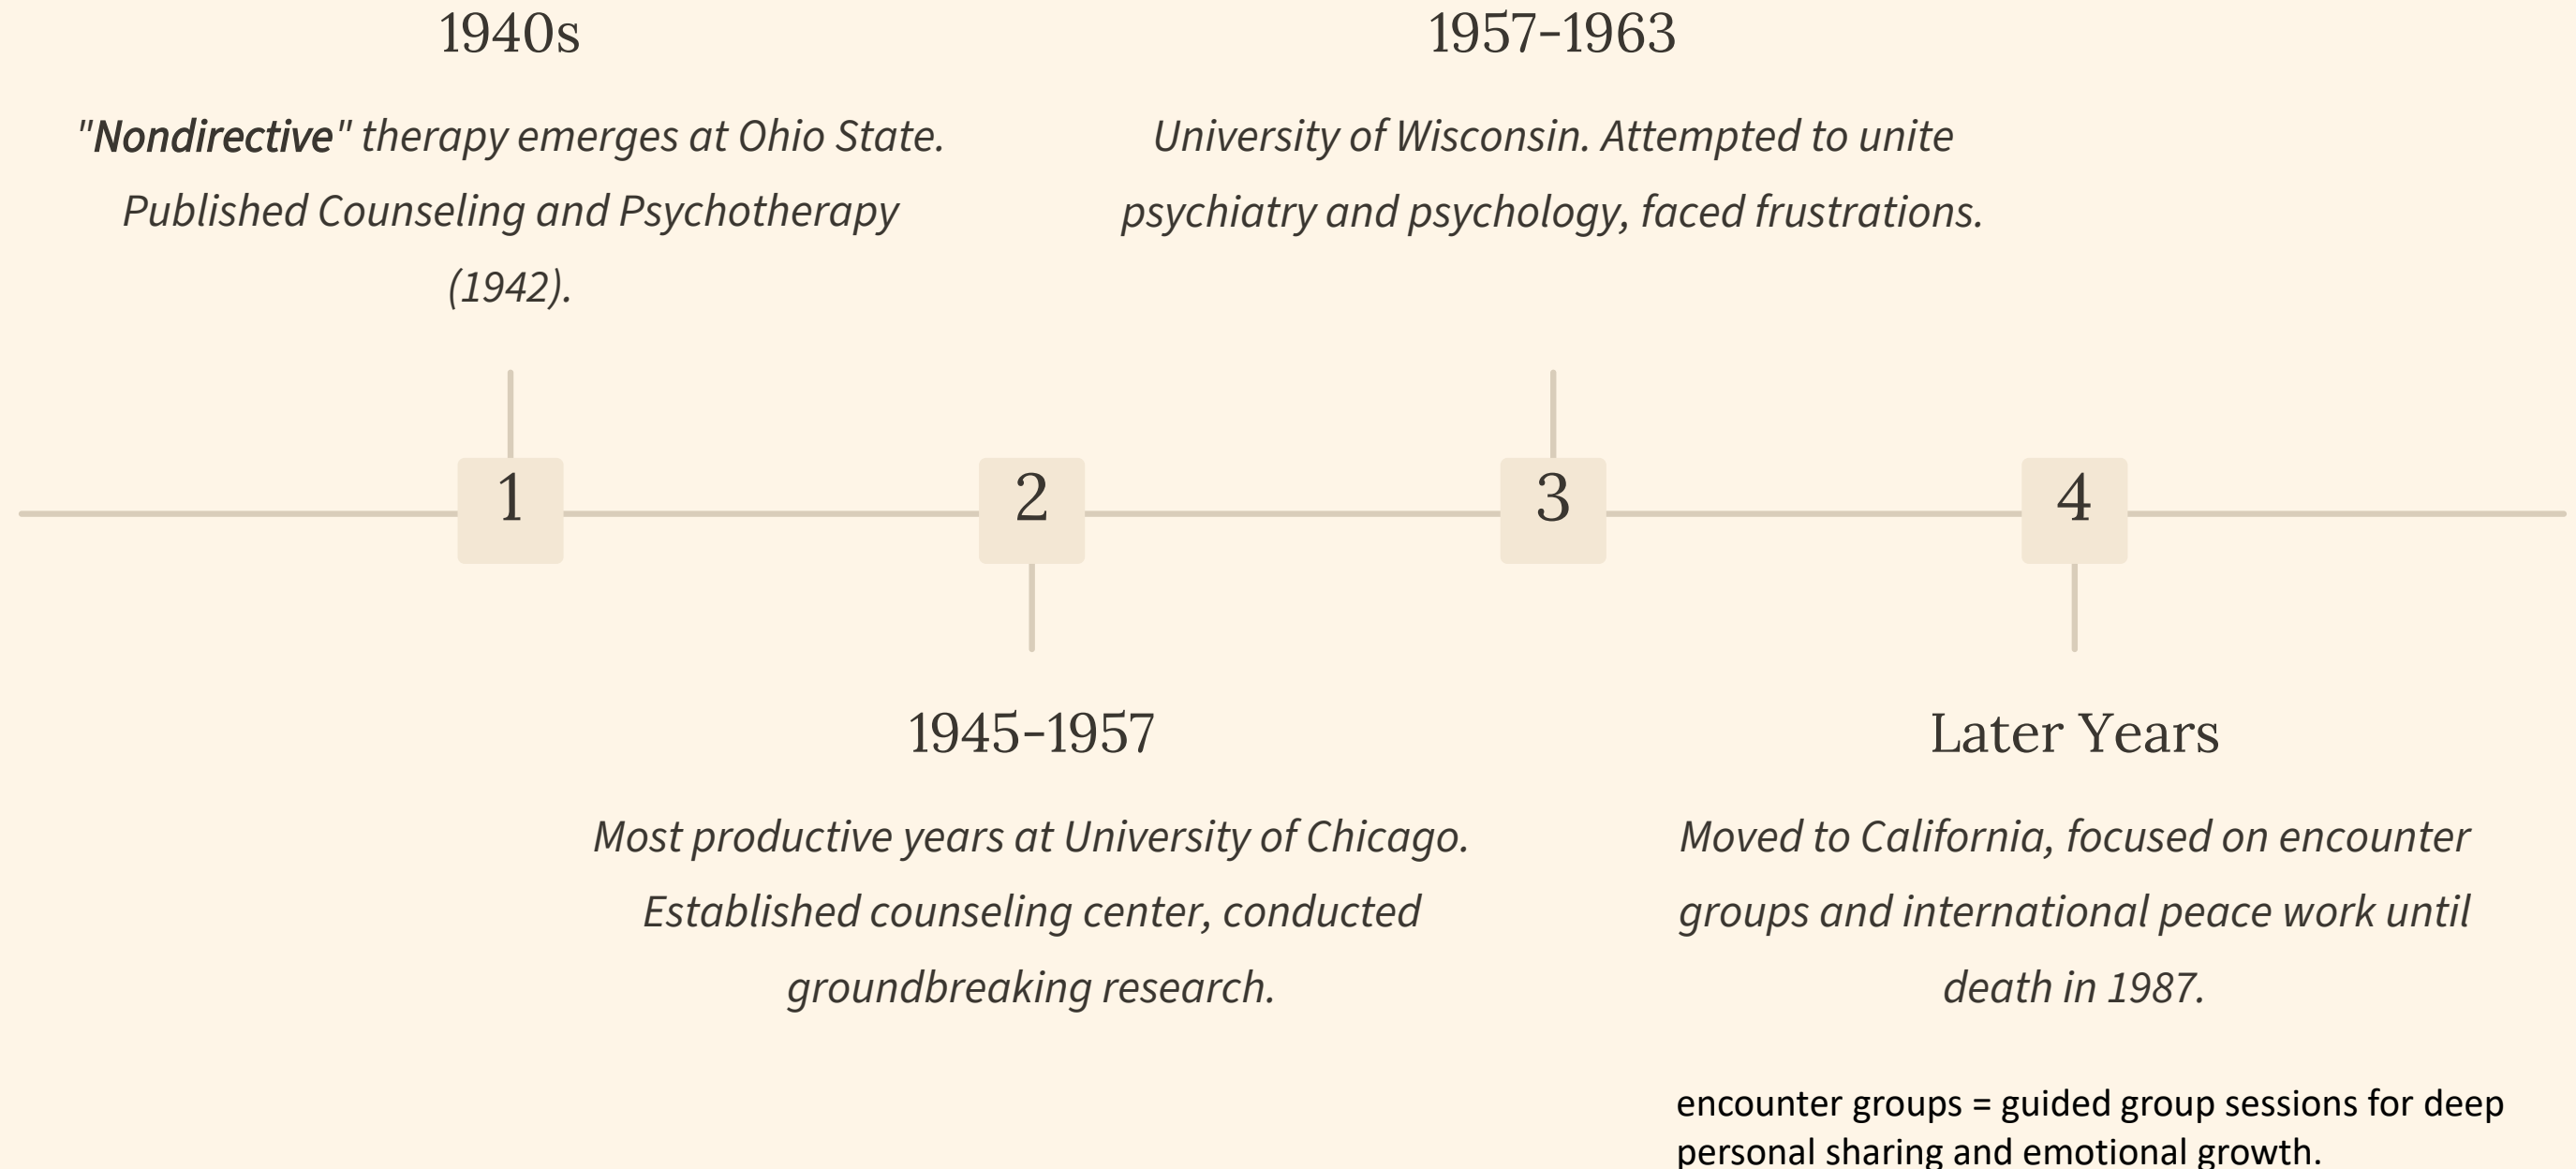 1940s
"Nondirective" therapy emerges at Ohio State.
Published Counseling and Psychotherapy
(1942).
1957-1963
University of Wisconsin. Attempted to unite
psychiatry and psychology, faced frustrations.
1
2
3
4
1945-1957
Most productive years at University of Chicago.
Established counseling center, conducted
groundbreaking research.
Later Years
Moved to California, focused on encounter
groups and international peace work until
death in 1987.
encounter groups = guided group sessions for deep
personal sharing and emotional growth.